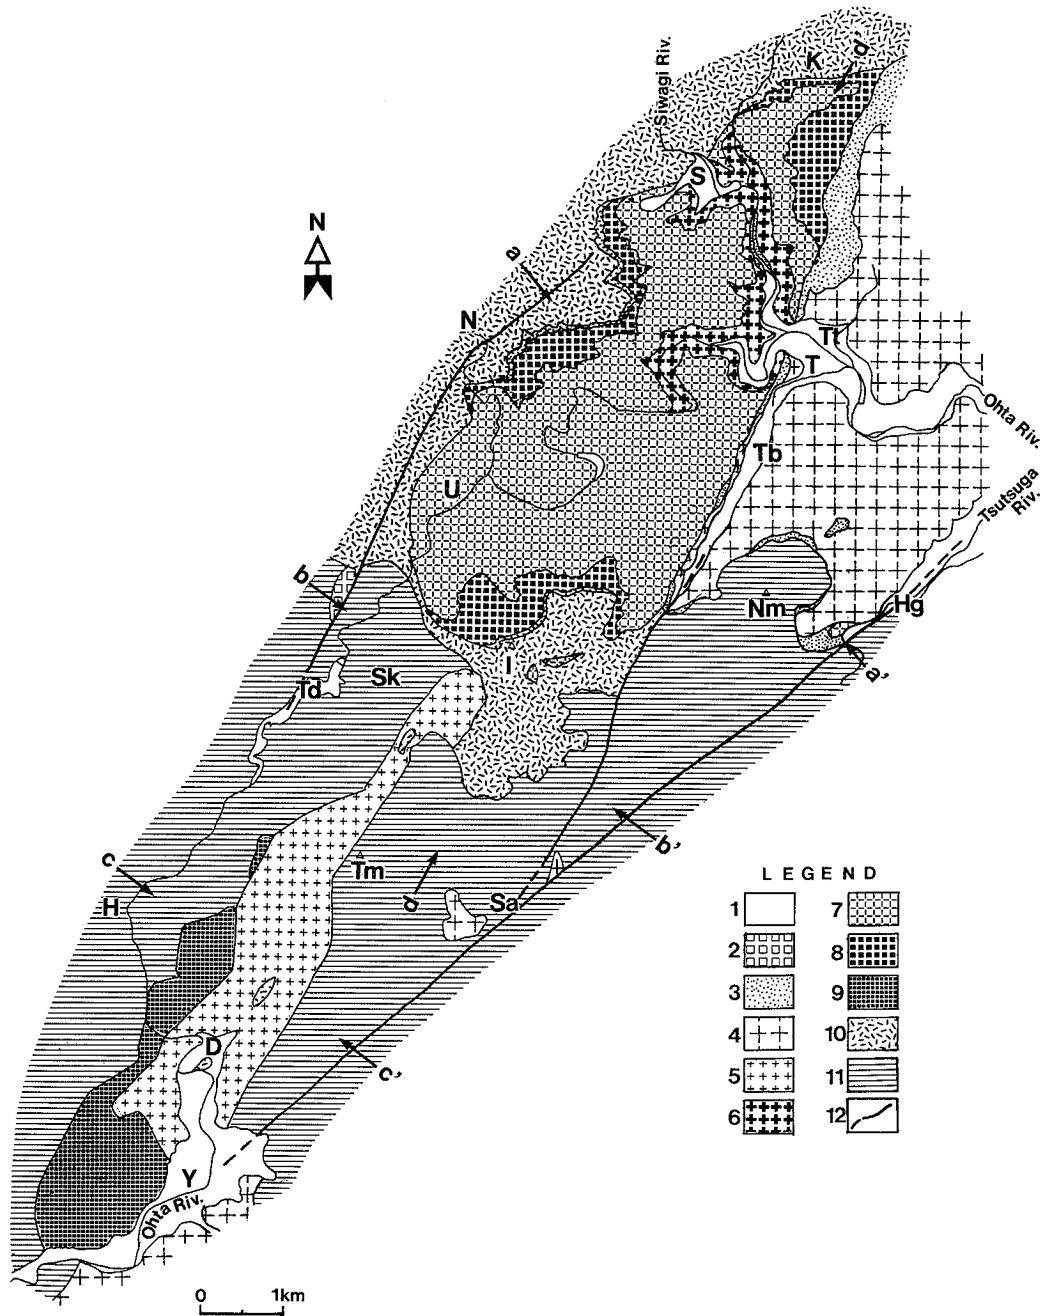 K
d'
Siwagi Riv.
S
N
a
N
Tt
T
Ohta Riv.
Tb
Tsutsuga
Riv.
U
b
Nm
Hg
I
a'
Sk
Td
b'
c
Tm
d
H
Sa
D
c'
Y
Ohta Riv.
LEGEND
1 7
2 8
3 9
4 10
5 11
6 12
0 1km